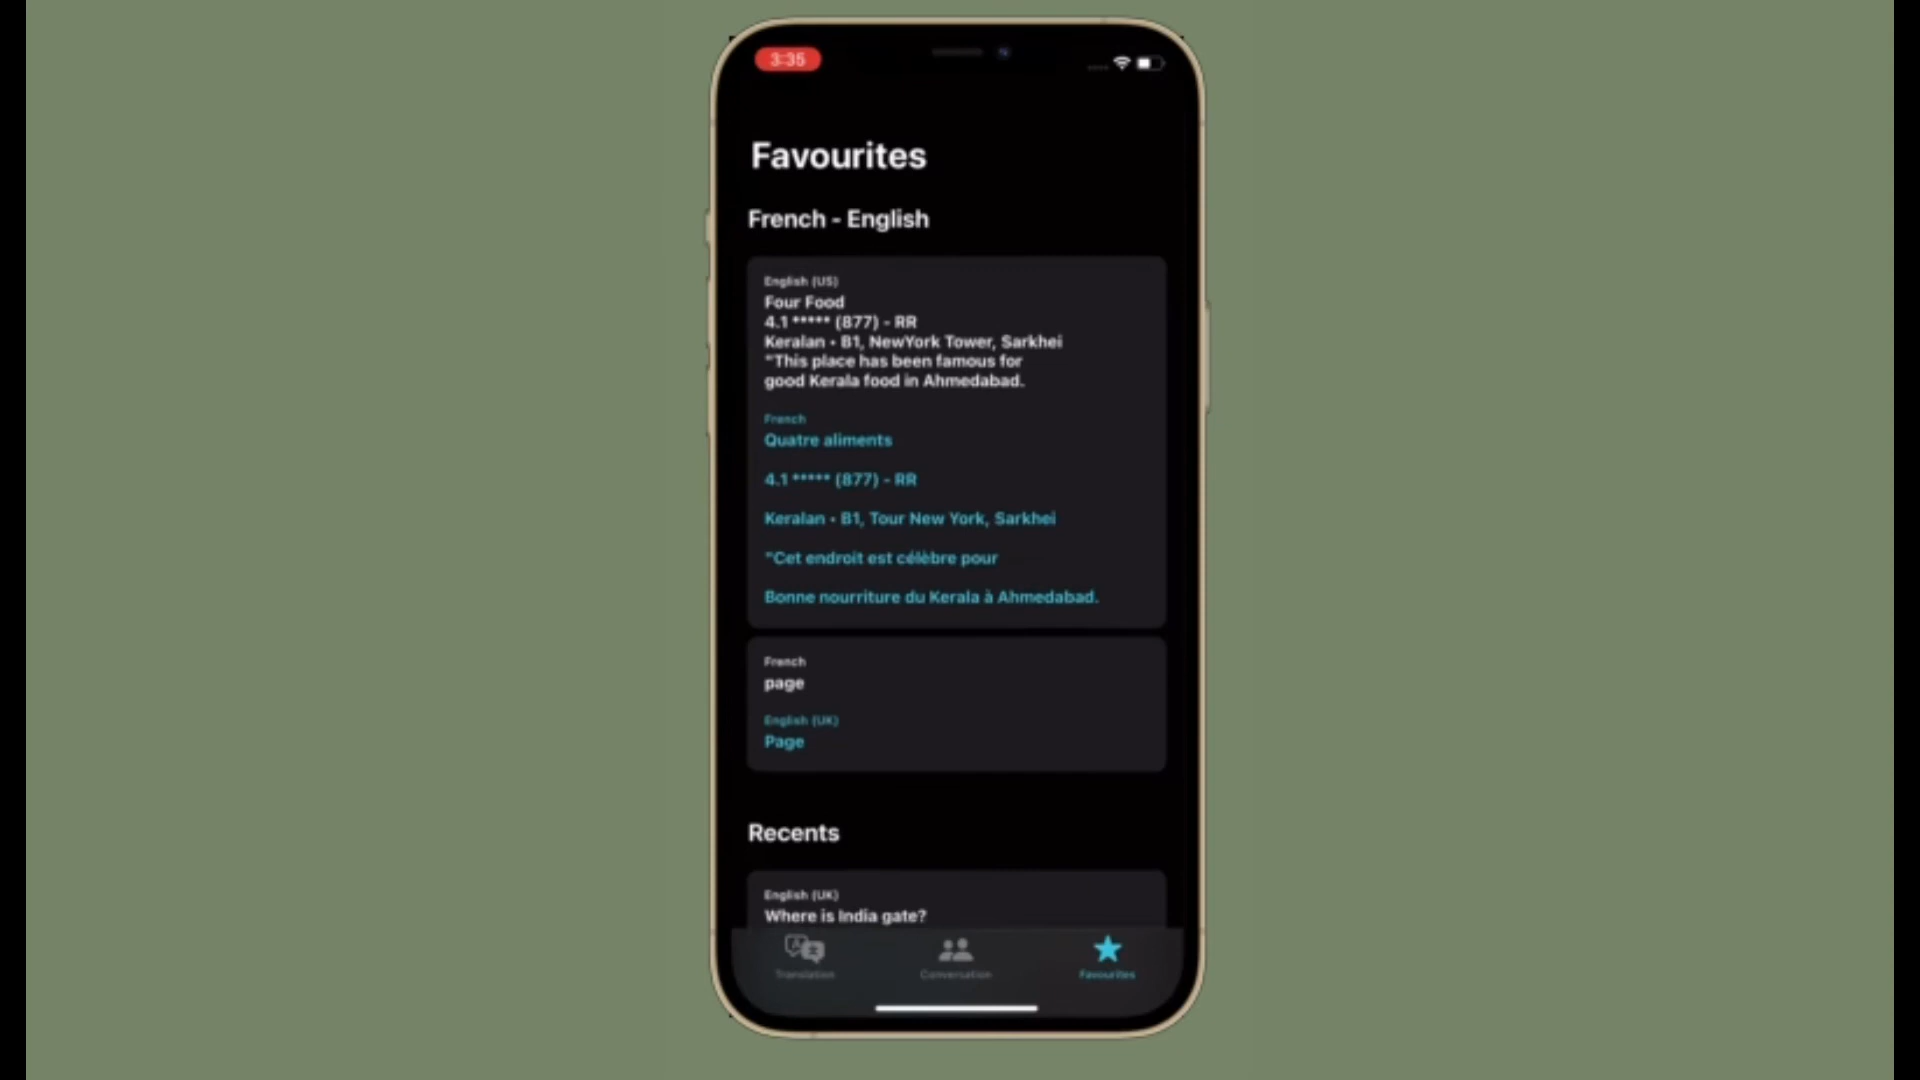 3:35
Favourites
French - English
English (US)
Four Food
4.1 ***** (877) - RR
Keralan • B1, NewYork Tower, Sarkhei
"This place has been famous for
good Kerala food in Ahmedabad.
French
Quatre aliments
4.1 ***** (877) - RR
Keralan • B1, Tour New York, Sarkhei
"Cet endroit est célèbre pour
Bonne nourriture du Kerala à Ahmedabad.
French
page
English (UK)
Page
Recents
English (UK)
Where is India gate?
Translation
Conversation
Favourites